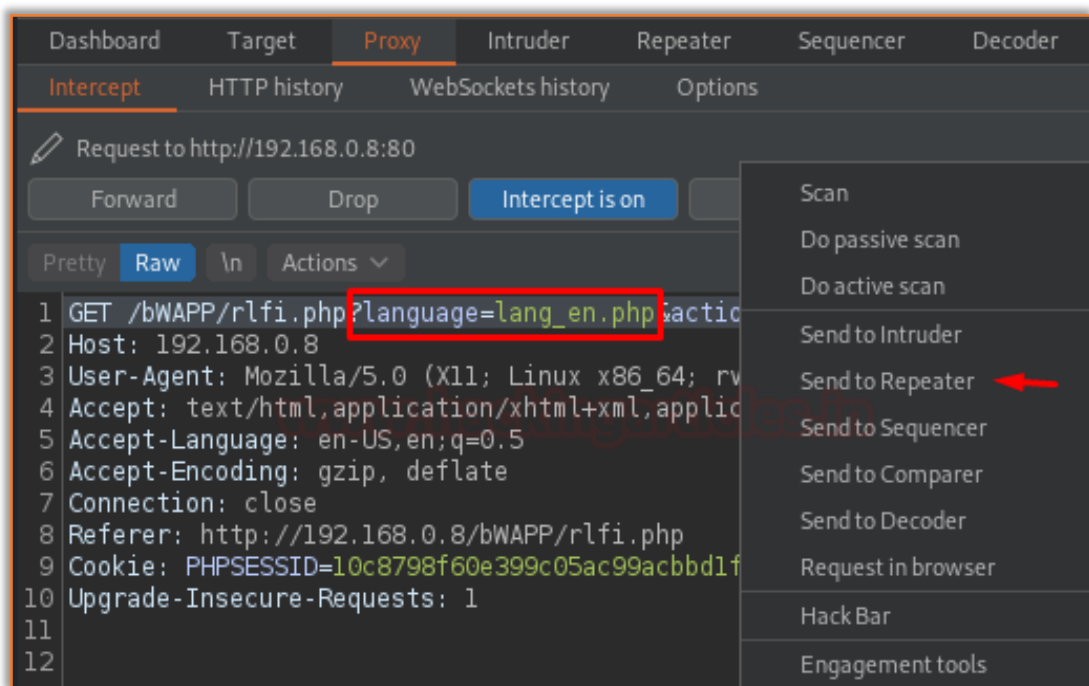 Dashboard Target Proxy Intruder Repeater Sequencer Decoder
Intercept HTTP history WebSockets history Options
Request to http://192.168.0.8:80
Forward Drop Intercept is on
Pretty Raw \n Actions
1 GET /bWAPP/rlfi.php?language=lang_en.php&actio
2 Host: 192.168.0.8
3 User-Agent: Mozilla/5.0 (X11; Linux x86_64; rv
4 Accept: text/html,application/xhtml+xml,applic
5 Accept-Language: en-US,en;q=0.5
6 Accept-Encoding: gzip, deflate
7 Connection: close
8 Referer: http://192.168.0.8/bWAPP/rlfi.php
9 Cookie: PHPSESSID=10c8798f60e399c05ac99acbbd1f
10 Upgrade-Insecure-Requests: 1
11
12
Scan
Do passive scan
Do active scan
Send to Intruder
Send to Repeater
Send to Sequencer
Send to Comparer
Send to Decoder
Request in browser
Hack Bar
Engagement tools